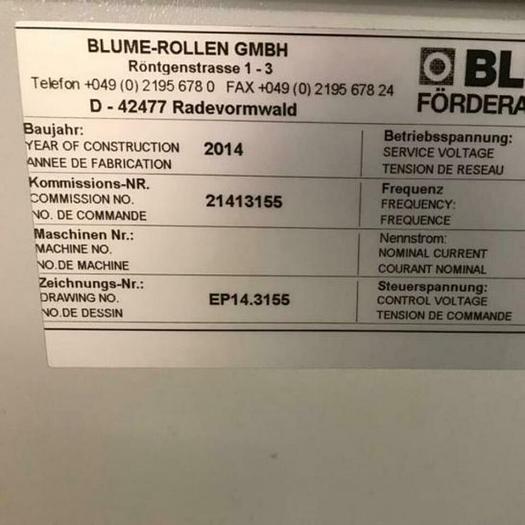 BLUME-ROLLEN GMBH
Röntgenstrasse 1 - 3
Telefon +049 (0) 2195 678 0 FAX +049 (0) 2195 678 24
D - 42477 Radevormwald
BL
FÖRDERA
Baujahr:
YEAR OF CONSTRUCTION 2014
ANNEE DE FABRICATION
Betriebsspannung:
SERVICE VOLTAGE
TENSION DE RESEAU
Kommissions-NR.
COMMISSION NO. 21413155
NO. DE COMMANDE
Frequenz
FREQUENCY:
FREQUENCE
Maschinen Nr.:
MACHINE NO.
NO.DE MACHINE
Nennstrom:
NOMINAL CURRENT
COURANT NOMINAL
Zeichnungs-Nr.:
DRAWING NO. EP14.3155
NO.DE DESSIN
Steuerspannung:
CONTROL VOLTAGE
TENSION DE COMMANDE